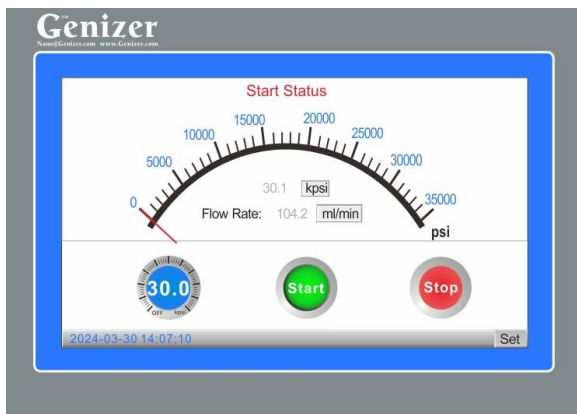 Genizer™
Nano@Genizer.com www.Genizer.com
Start Status
0
5000
10000
15000
20000
25000
30000
35000
psi
30.1 kpsi
Flow Rate: 104.2 ml/min
30.0
OFF kpsi
Start
Stop
2024-03-30 14:07:10
Set